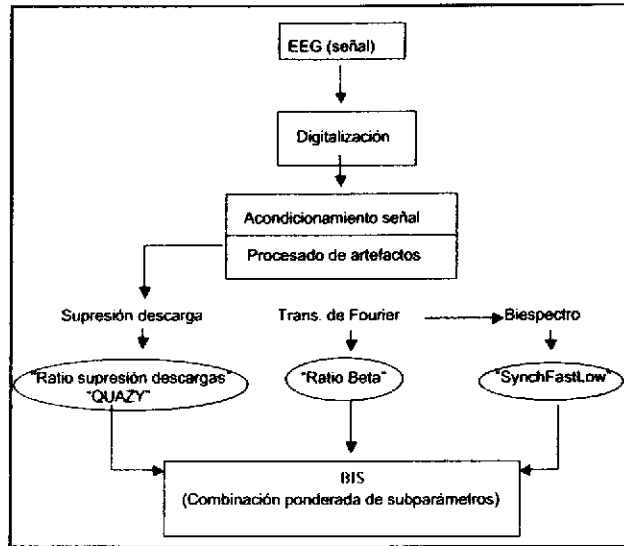 EEG (señal)
Digitalización
Acondicionamiento señal
Procesado de artefactos
Supresión descarga
Trans. de Fourier
Biespectro
"Ratio supresión descargas"
"QUAZY"
"Ratio Beta"
"SynchFastLow"
BIS
(Combinación ponderada de subparámetros)